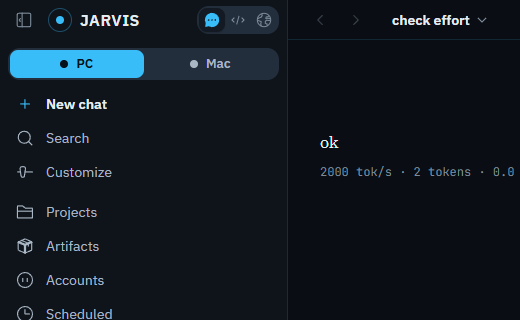 JARVIS
PC
Mac
New chat
Search
Customize
Projects
Artifacts
Accounts
Scheduled
check effort
ok
2000 tok/s · 2 tokens · 0.0